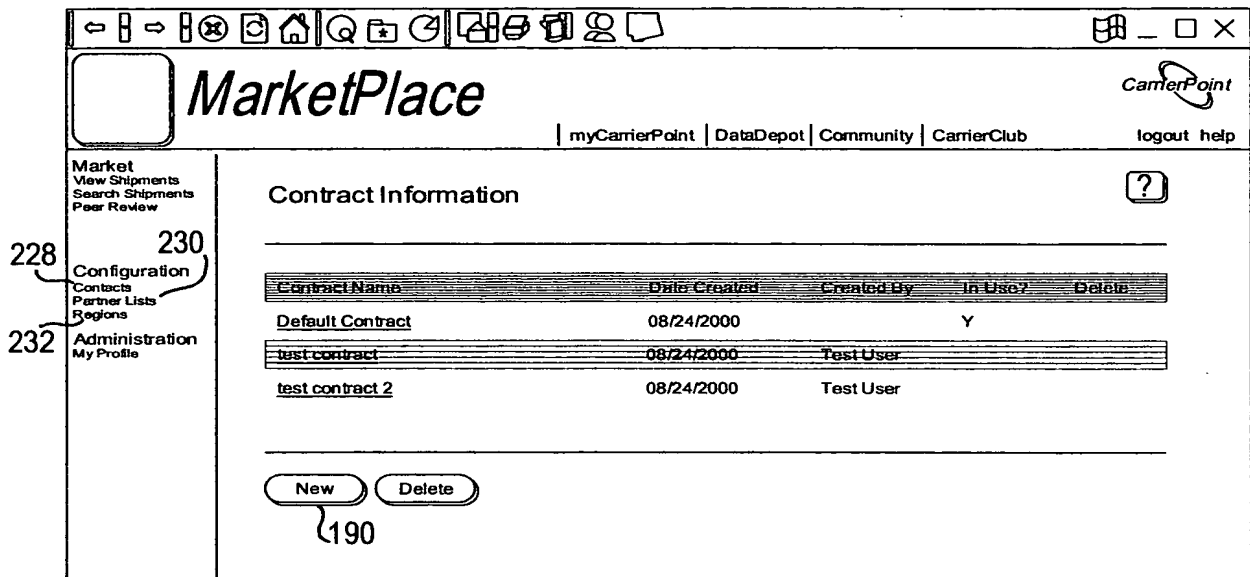 MarketPlace
CarrierPoint
myCarrierPoint | DataDepot | Community | CarrierClub
logout help
Market
View Shipments
Search Shipments
Peer Review
228
230
Configuration
Contacts
Partner Lists
Regions
232
Administration
My Profile
Contract Information
?
Contract Name Date Created Created By In Use? Delete
Default Contract 08/24/2000 Y
test contract 08/24/2000 Test User
test contract 2 08/24/2000 Test User
New Delete
190